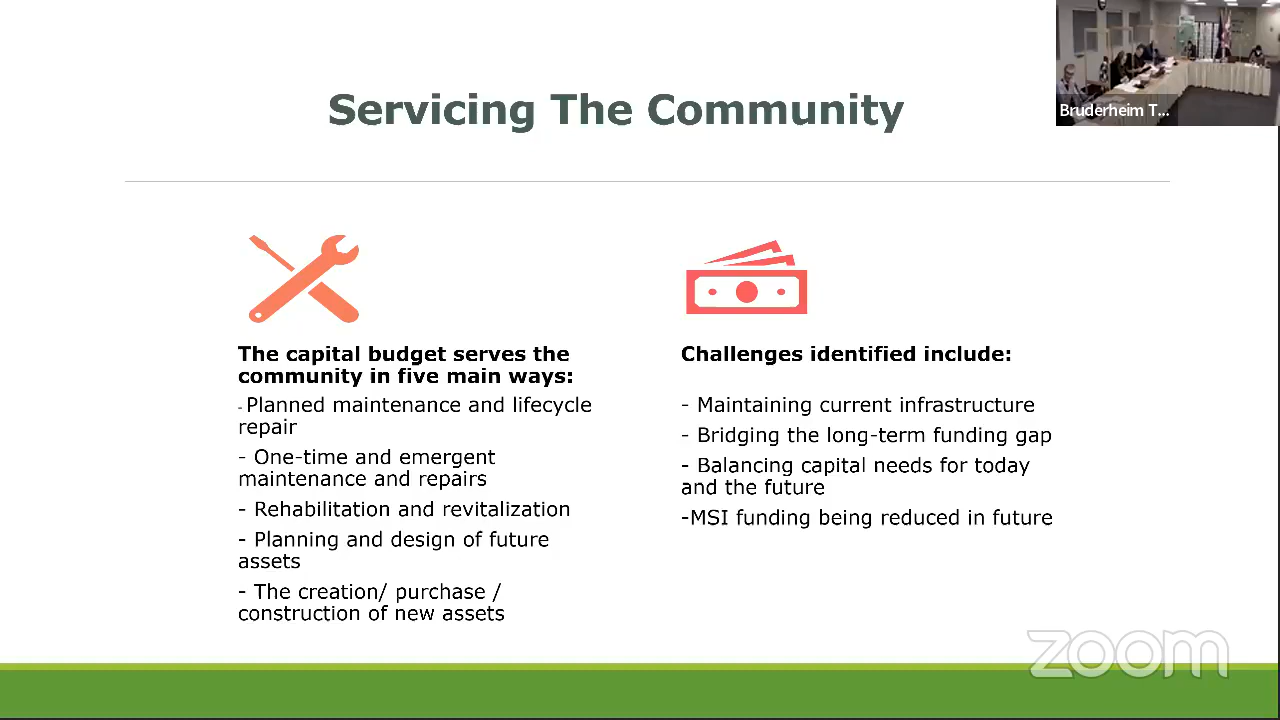 Servicing The Community
Bruderheim T...
The capital budget serves the
community in five main ways:
- Planned maintenance and lifecycle
repair
- One-time and emergent
maintenance and repairs
- Rehabilitation and revitalization
- Planning and design of future
assets
- The creation/ purchase /
construction of new assets
Challenges identified include:
- Maintaining current infrastructure
- Bridging the long-term funding gap
- Balancing capital needs for today
and the future
-MSI funding being reduced in future
zoom